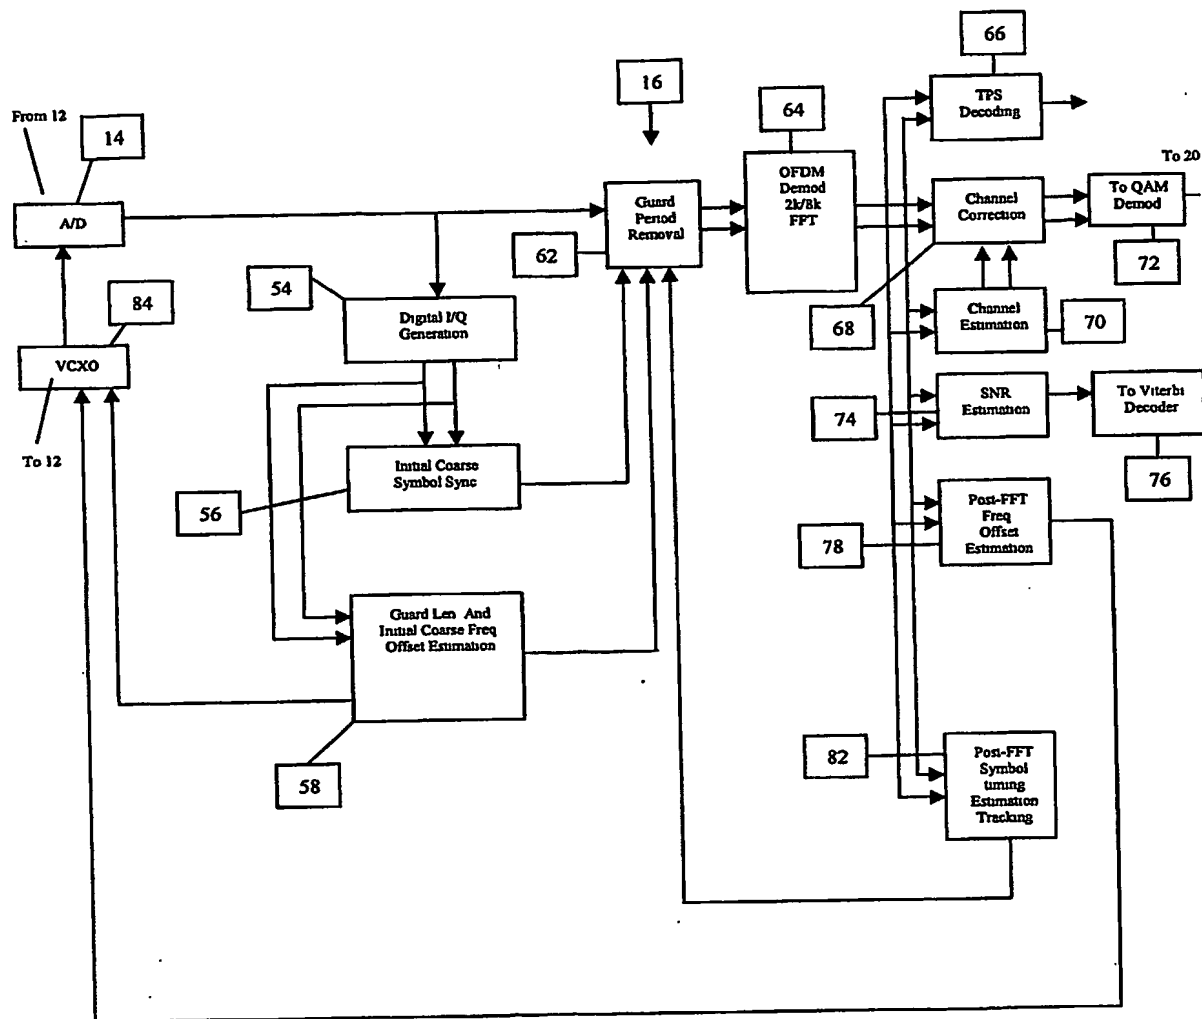 66
16
TPS
Decoding
64
From 12
14
To 20
OFDM
Demod
2k/8k
FFT
A/D
Guard
Period
Removal
Channel
Correction
To QAM
Demod
62
72
54
84
Digital I/Q
Generation
68
Channel
Estimation
70
VCXO
SNR
Estimation
To Viterbi
Decoder
74
To 12
Initial Coarse
Symbol Sync
76
56
Post-FFT
Freq
Offset
Estimation
78
Guard Len And
Initial Coarse Freq
Offset Estimation
82
Post-FFT
Symbol
timing
Estimation
Tracking
58